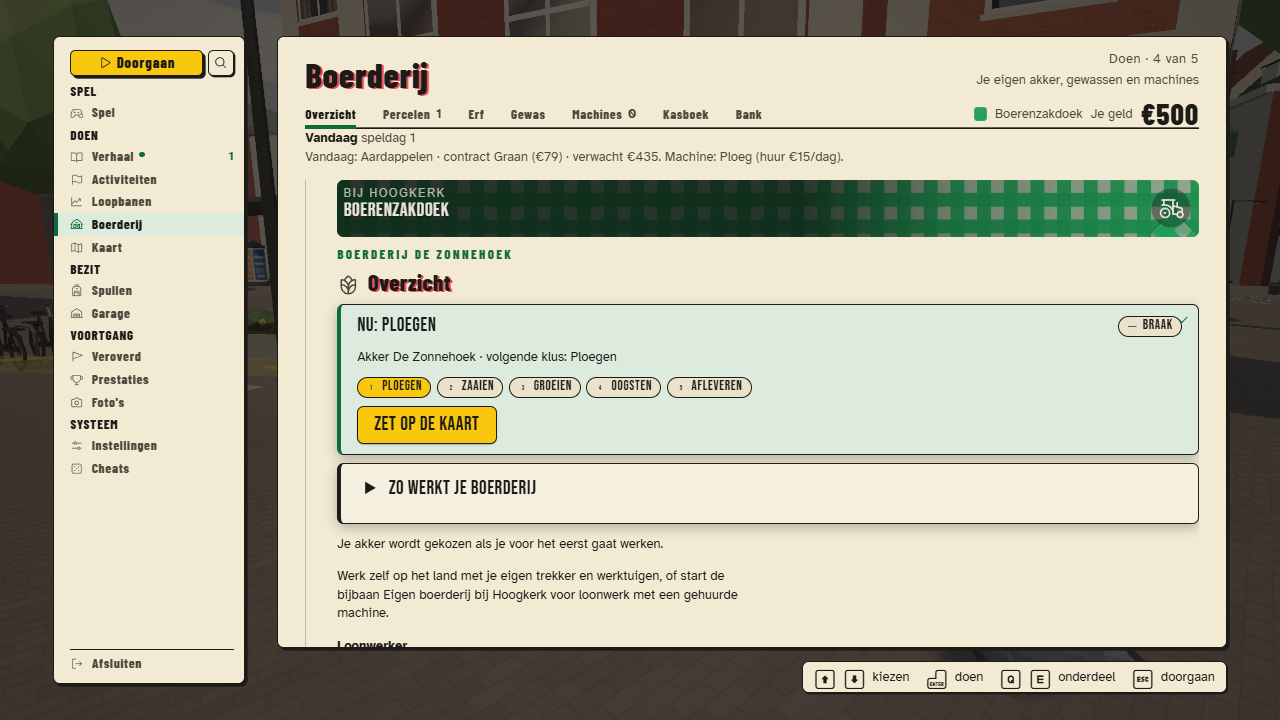 Doorgaan
SPEL
Spel
DOEN
Verhaal 1
Activiteiten
Loopbanen
Boerderij
Kaart
BEZIT
Spullen
Garage
VOORTGANG
Veroverd
Prestaties
Foto's
SYSTEEM
Instellingen
Cheats
Afsluiten
Boerderij
Doen · 4 van 5
Je eigen akker, gewassen en machines
Overzicht Percelen 1 Erf Gewas Machines 0 Kasboek Bank
Boerenzakdoek Je geld €500
Vandaag speldag 1
Vandaag: Aardappelen · contract Graan (€79) · verwacht €435. Machine: Ploeg (huur €15/dag).
BIJ HOOGKERK
BOERENZAKDOEK
BOERDERIJ DE ZONNEHOEK
Overzicht
NU: PLOEGEN
— BRAAK
Akker De Zonnehoek · volgende klus: Ploegen
1 PLOEGEN 2 ZAAIEN 3 GROEIEN 4 OOGSTEN 5 AFLEVEREN
ZET OP DE KAART
ZO WERKT JE BOERDERIJ
Je akker wordt gekozen als je voor het eerst gaat werken.
Werk zelf op het land met je eigen trekker en werktuigen, of start de
bijbaan Eigen boerderij bij Hoogkerk voor loonwerk met een gehuurde
machine.
Loonwerker
kiezen ENTER doen Q E onderdeel ESC doorgaan